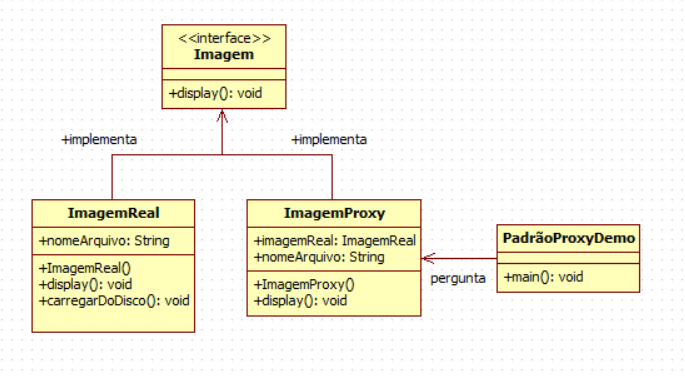 <<interface>>
Imagem
+display(): void
+implementa
+implementa
ImagemReal
+nomeArquivo: String
+ImagemReal()
+display(): void
+carregarDoDisco(): void
ImagemProxy
+imagemReal: ImagemReal
+nomeArquivo: String
+ImagemProxy()
+display(): void
pergunta
PadrãoProxyDemo
+main(): void